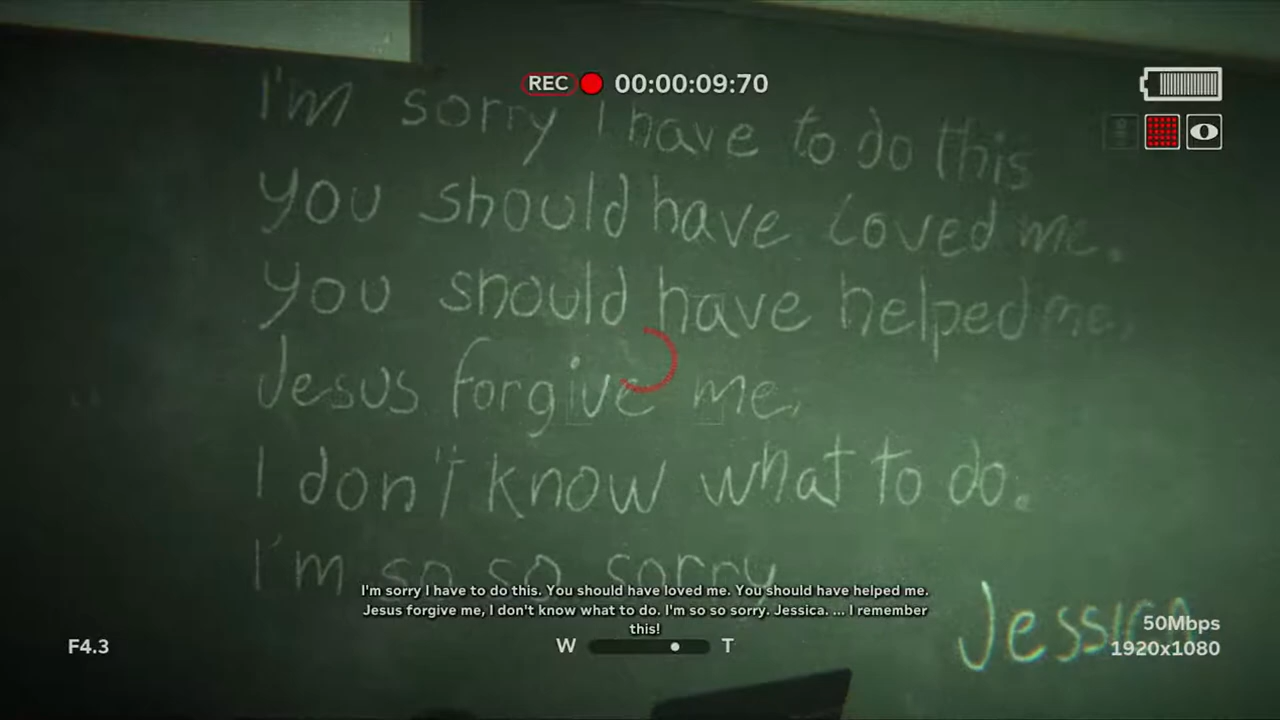 REC 00:00:09:70
I'm sorry I have to do this
you should have loved me.
you should have helped me.
Jesus forgive me,
I don't know what to do.
I'm so so sorry
Jessica
I'm sorry I have to do this. You should have loved me. You should have helped me.
Jesus forgive me, I don't know what to do. I'm so so sorry. Jessica. ... I remember
this!
50Mbps
F4.3
W T
1920x1080